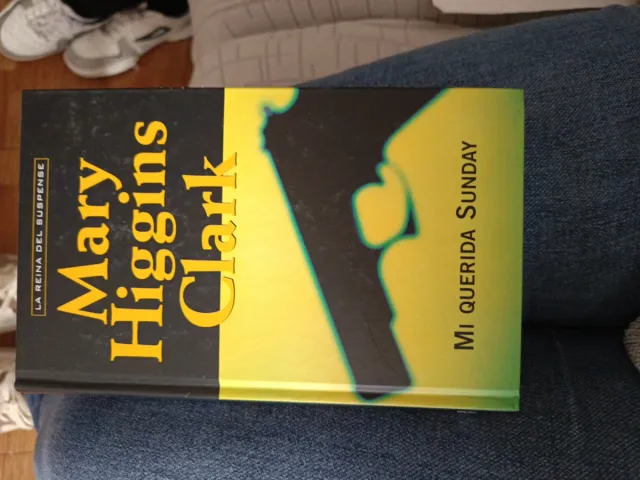 LA REINA DEL SUSPENSE
Mary
Higgins
Clark
MI QUERIDA SUNDAY